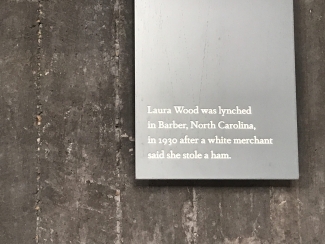 Laura Wood was lynched
in Barber, North Carolina,
in 1930 after a white merchant
said she stole a ham.